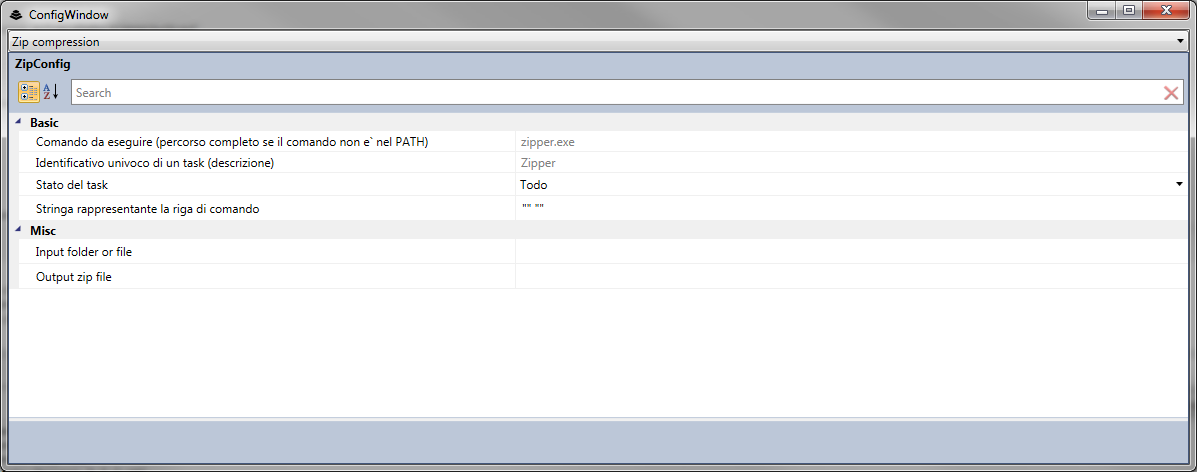 ConfigWindow
Zip compression
ZipConfig
Search
Basic
Comando da eseguire (percorso completo se il comando non e` nel PATH) zipper.exe
Identificativo univoco di un task (descrizione) Zipper
Stato del task Todo
Stringa rappresentante la riga di comando "" ""
Misc
Input folder or file
Output zip file